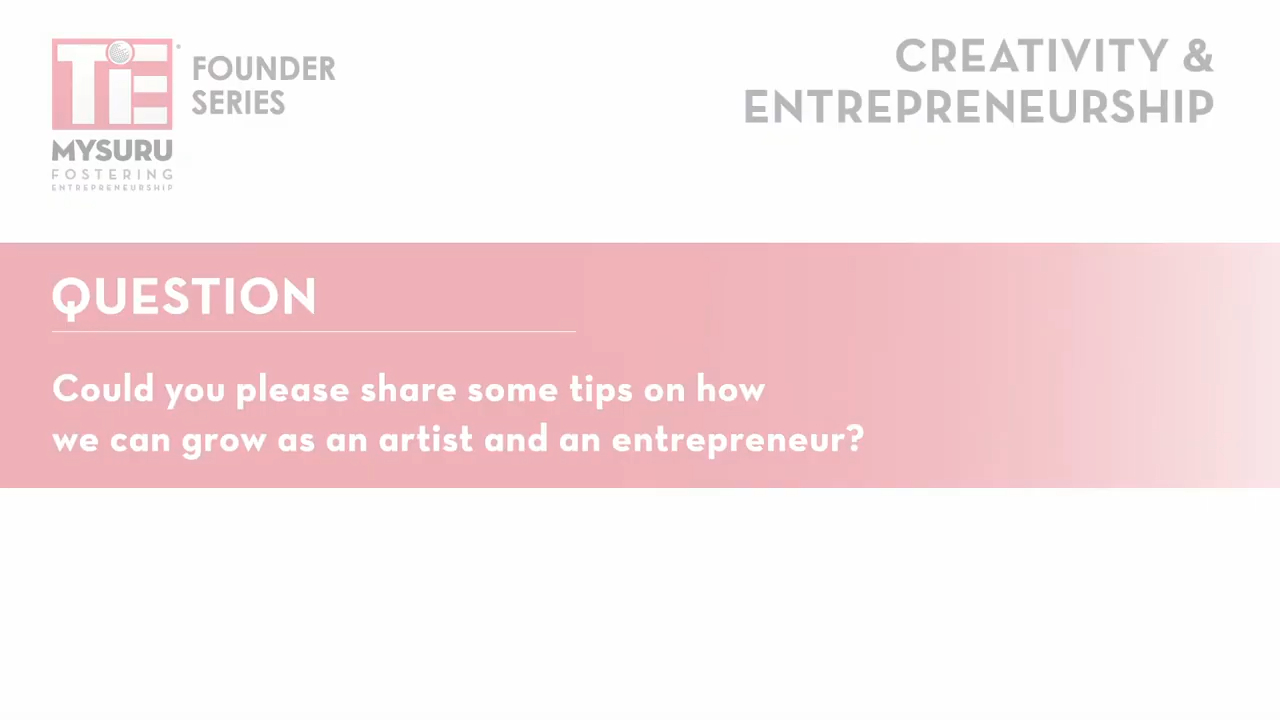 TiE
FOUNDER
SERIES
MYSURU
FOSTERING
ENTREPRENEURSHIP
CREATIVITY &
ENTREPRENEURSHIP
QUESTION
Could you please share some tips on how
we can grow as an artist and an entrepreneur?